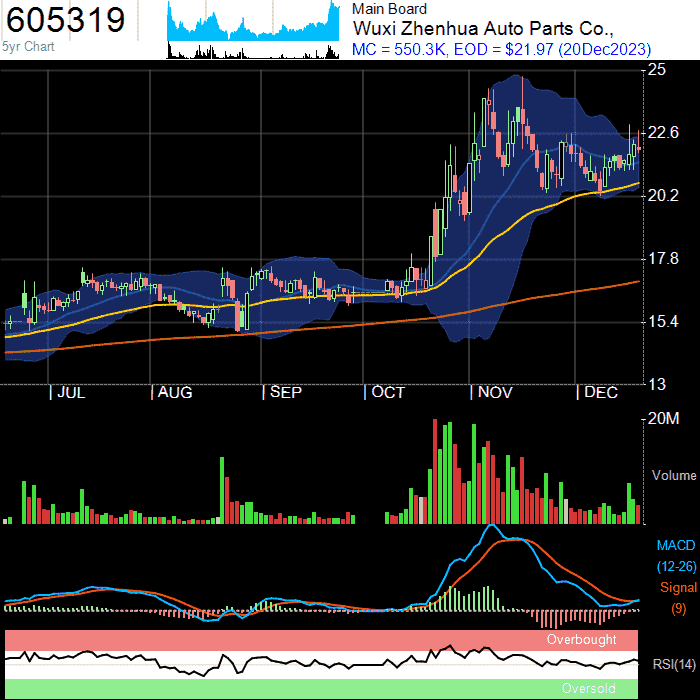 605319
5yr Chart
Main Board
Wuxi Zhenhua Auto Parts Co.,
MC = 550.3K, EOD = $21.97 (20Dec2023)
25
22.6
20.2
17.8
15.4
13
JUL
AUG
SEP
OCT
NOV
DEC
20M
Volume
MACD
(12-26)
Signal
(9)
Overbought
RSI(14)
Oversold